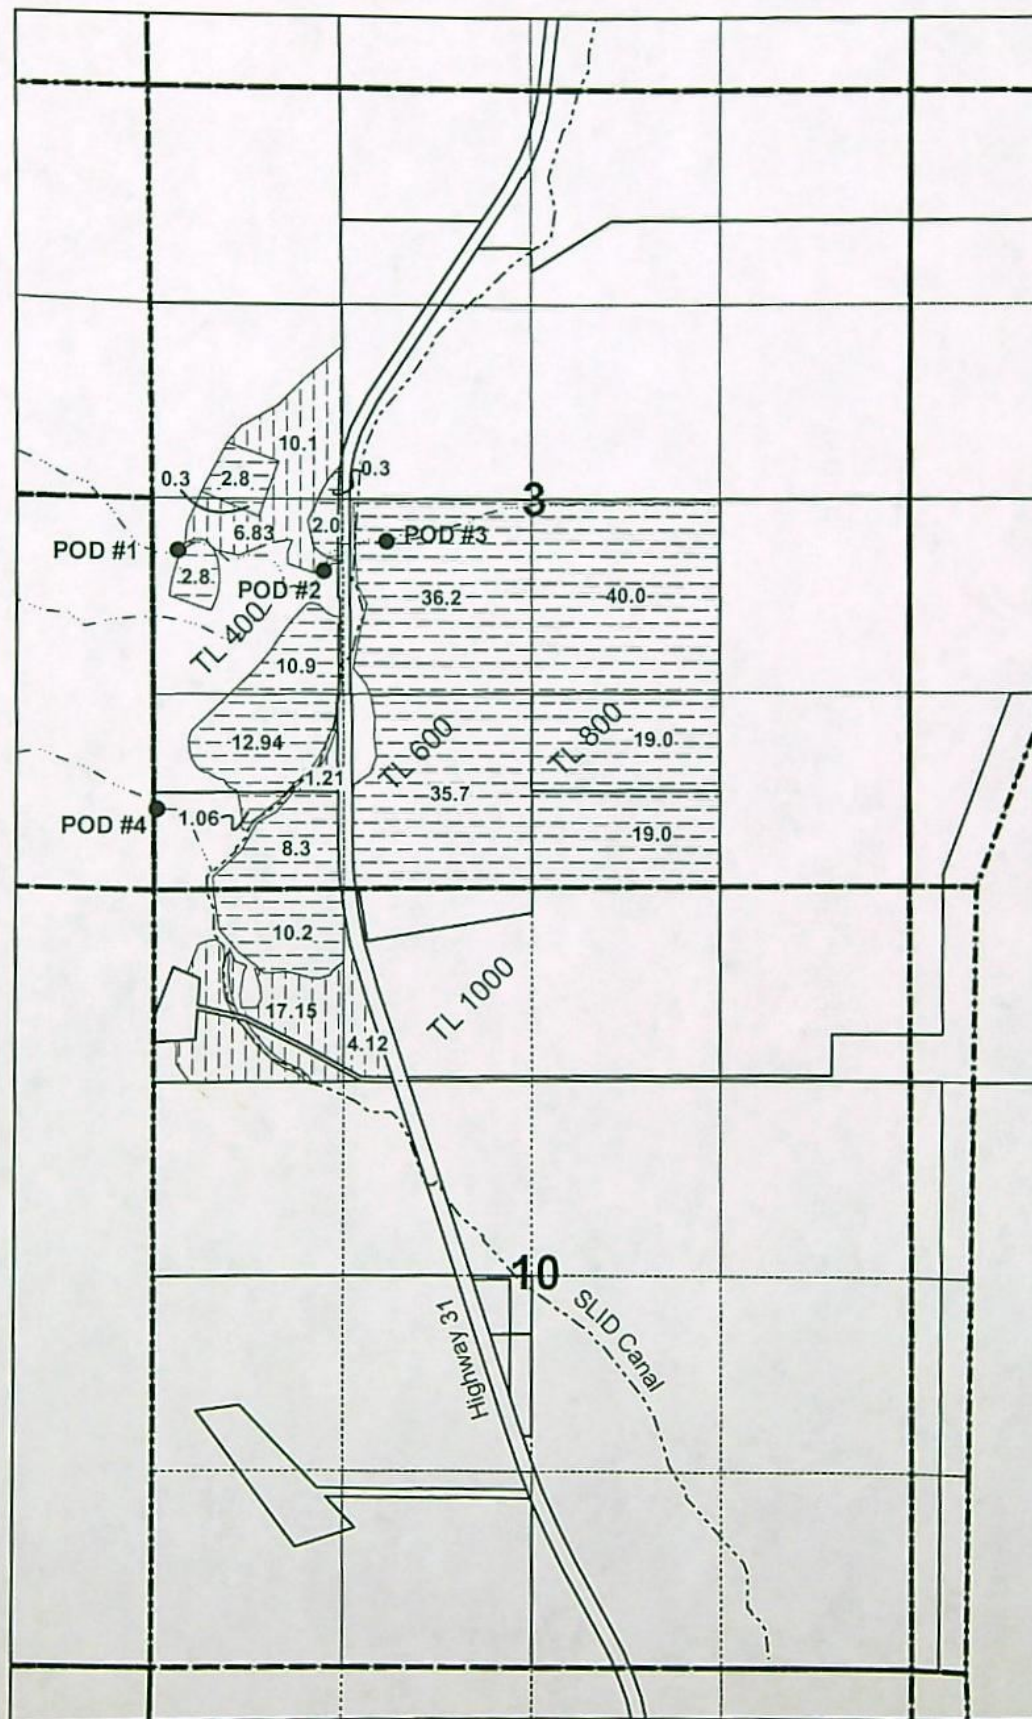 10.1
0.3
0.3
2.8
3
2.0
6.83
POD #3
POD #1
2.8
POD #2
36.2
40.0
TL 400
10.9
12.94
TL 600
TL 800
19.0
1.21
35.7
1.06
POD #4
19.0
8.3
10.2
TL 1000
17.15
4.12
10
SLID Canal
Highway 31